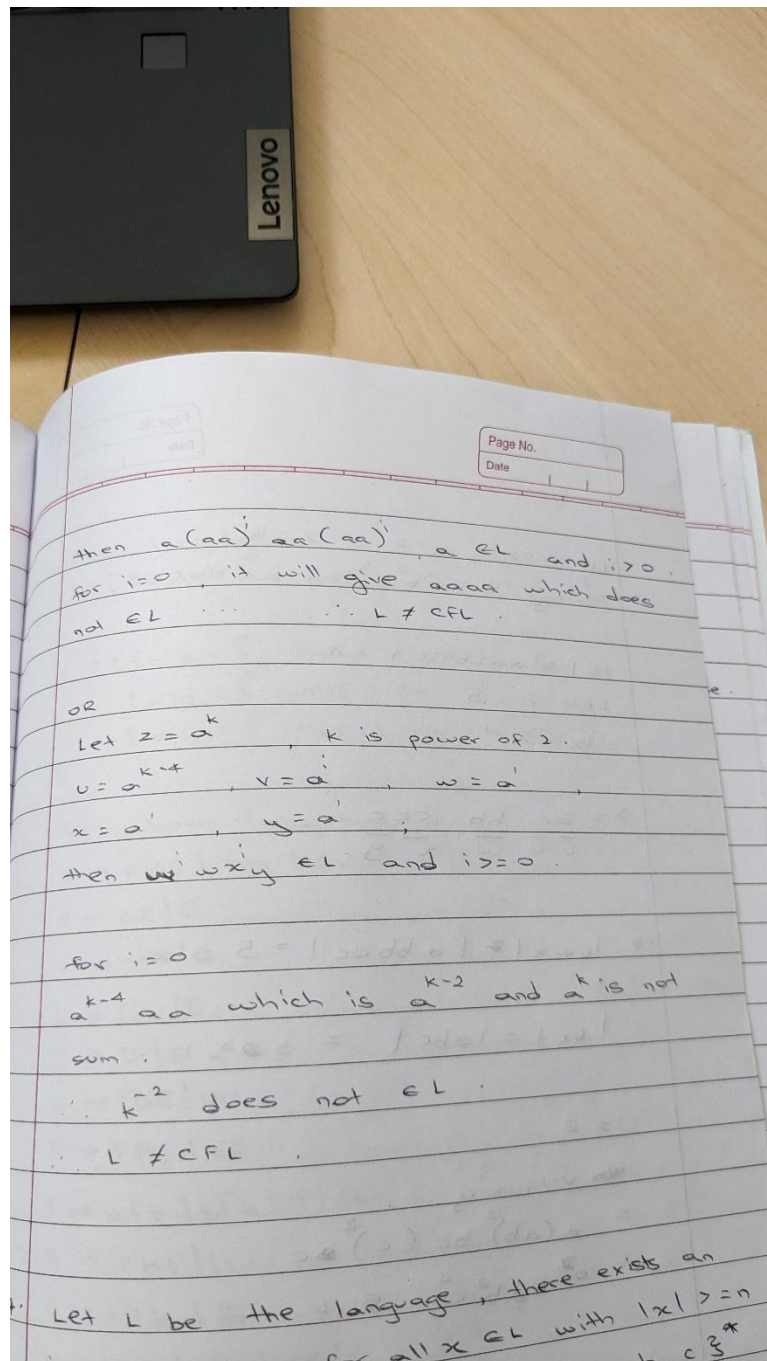 Lenovo
Page No.
Date
then a(aa)^i aa(aa)^i, a ∈L and i>0.
for i=0, it will give aaaa which does
not ∈L ... ∴ L ≠ CFL.
e.
OR
Let z = a^k, k is power of 2.
u = a^k-4, v = a^i, w = a^1,
x = a^1, y = a^1;
then uv^i wx^i y ∈L and i>=0.
for i=0
a^k-4 aa which is a^k-2 and a^k is not
sum.
∴ k^-2 does not ∈L.
∴ L ≠ CFL.
Let L be the language, there exists an
all x ∈L with |x| >=n
c}*